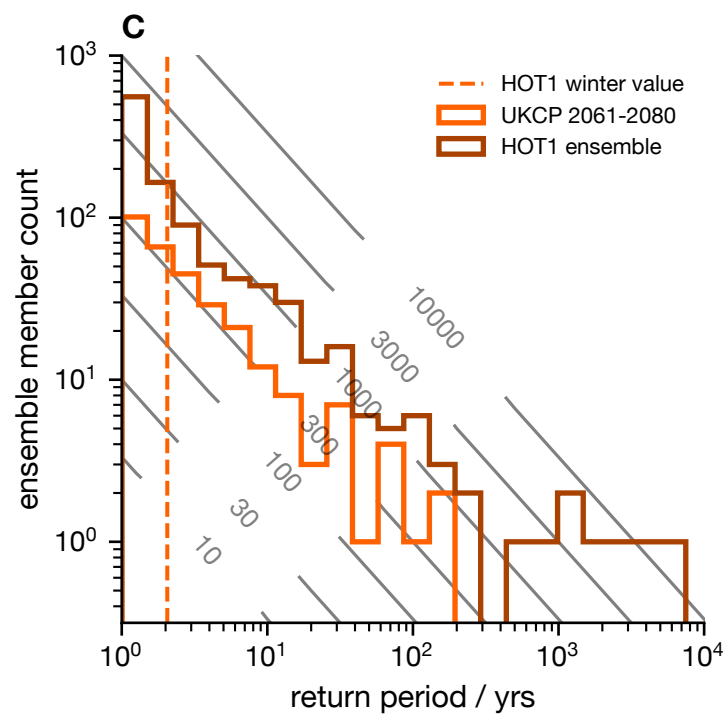 C
HOT1 winter value
UKCP 2061-2080
HOT1 ensemble
ensemble member count
10³
10²
10¹
10⁰
10000
3000
1000
300
100
30
10
10⁰ 10¹ 10² 10³ 10⁴
return period / yrs